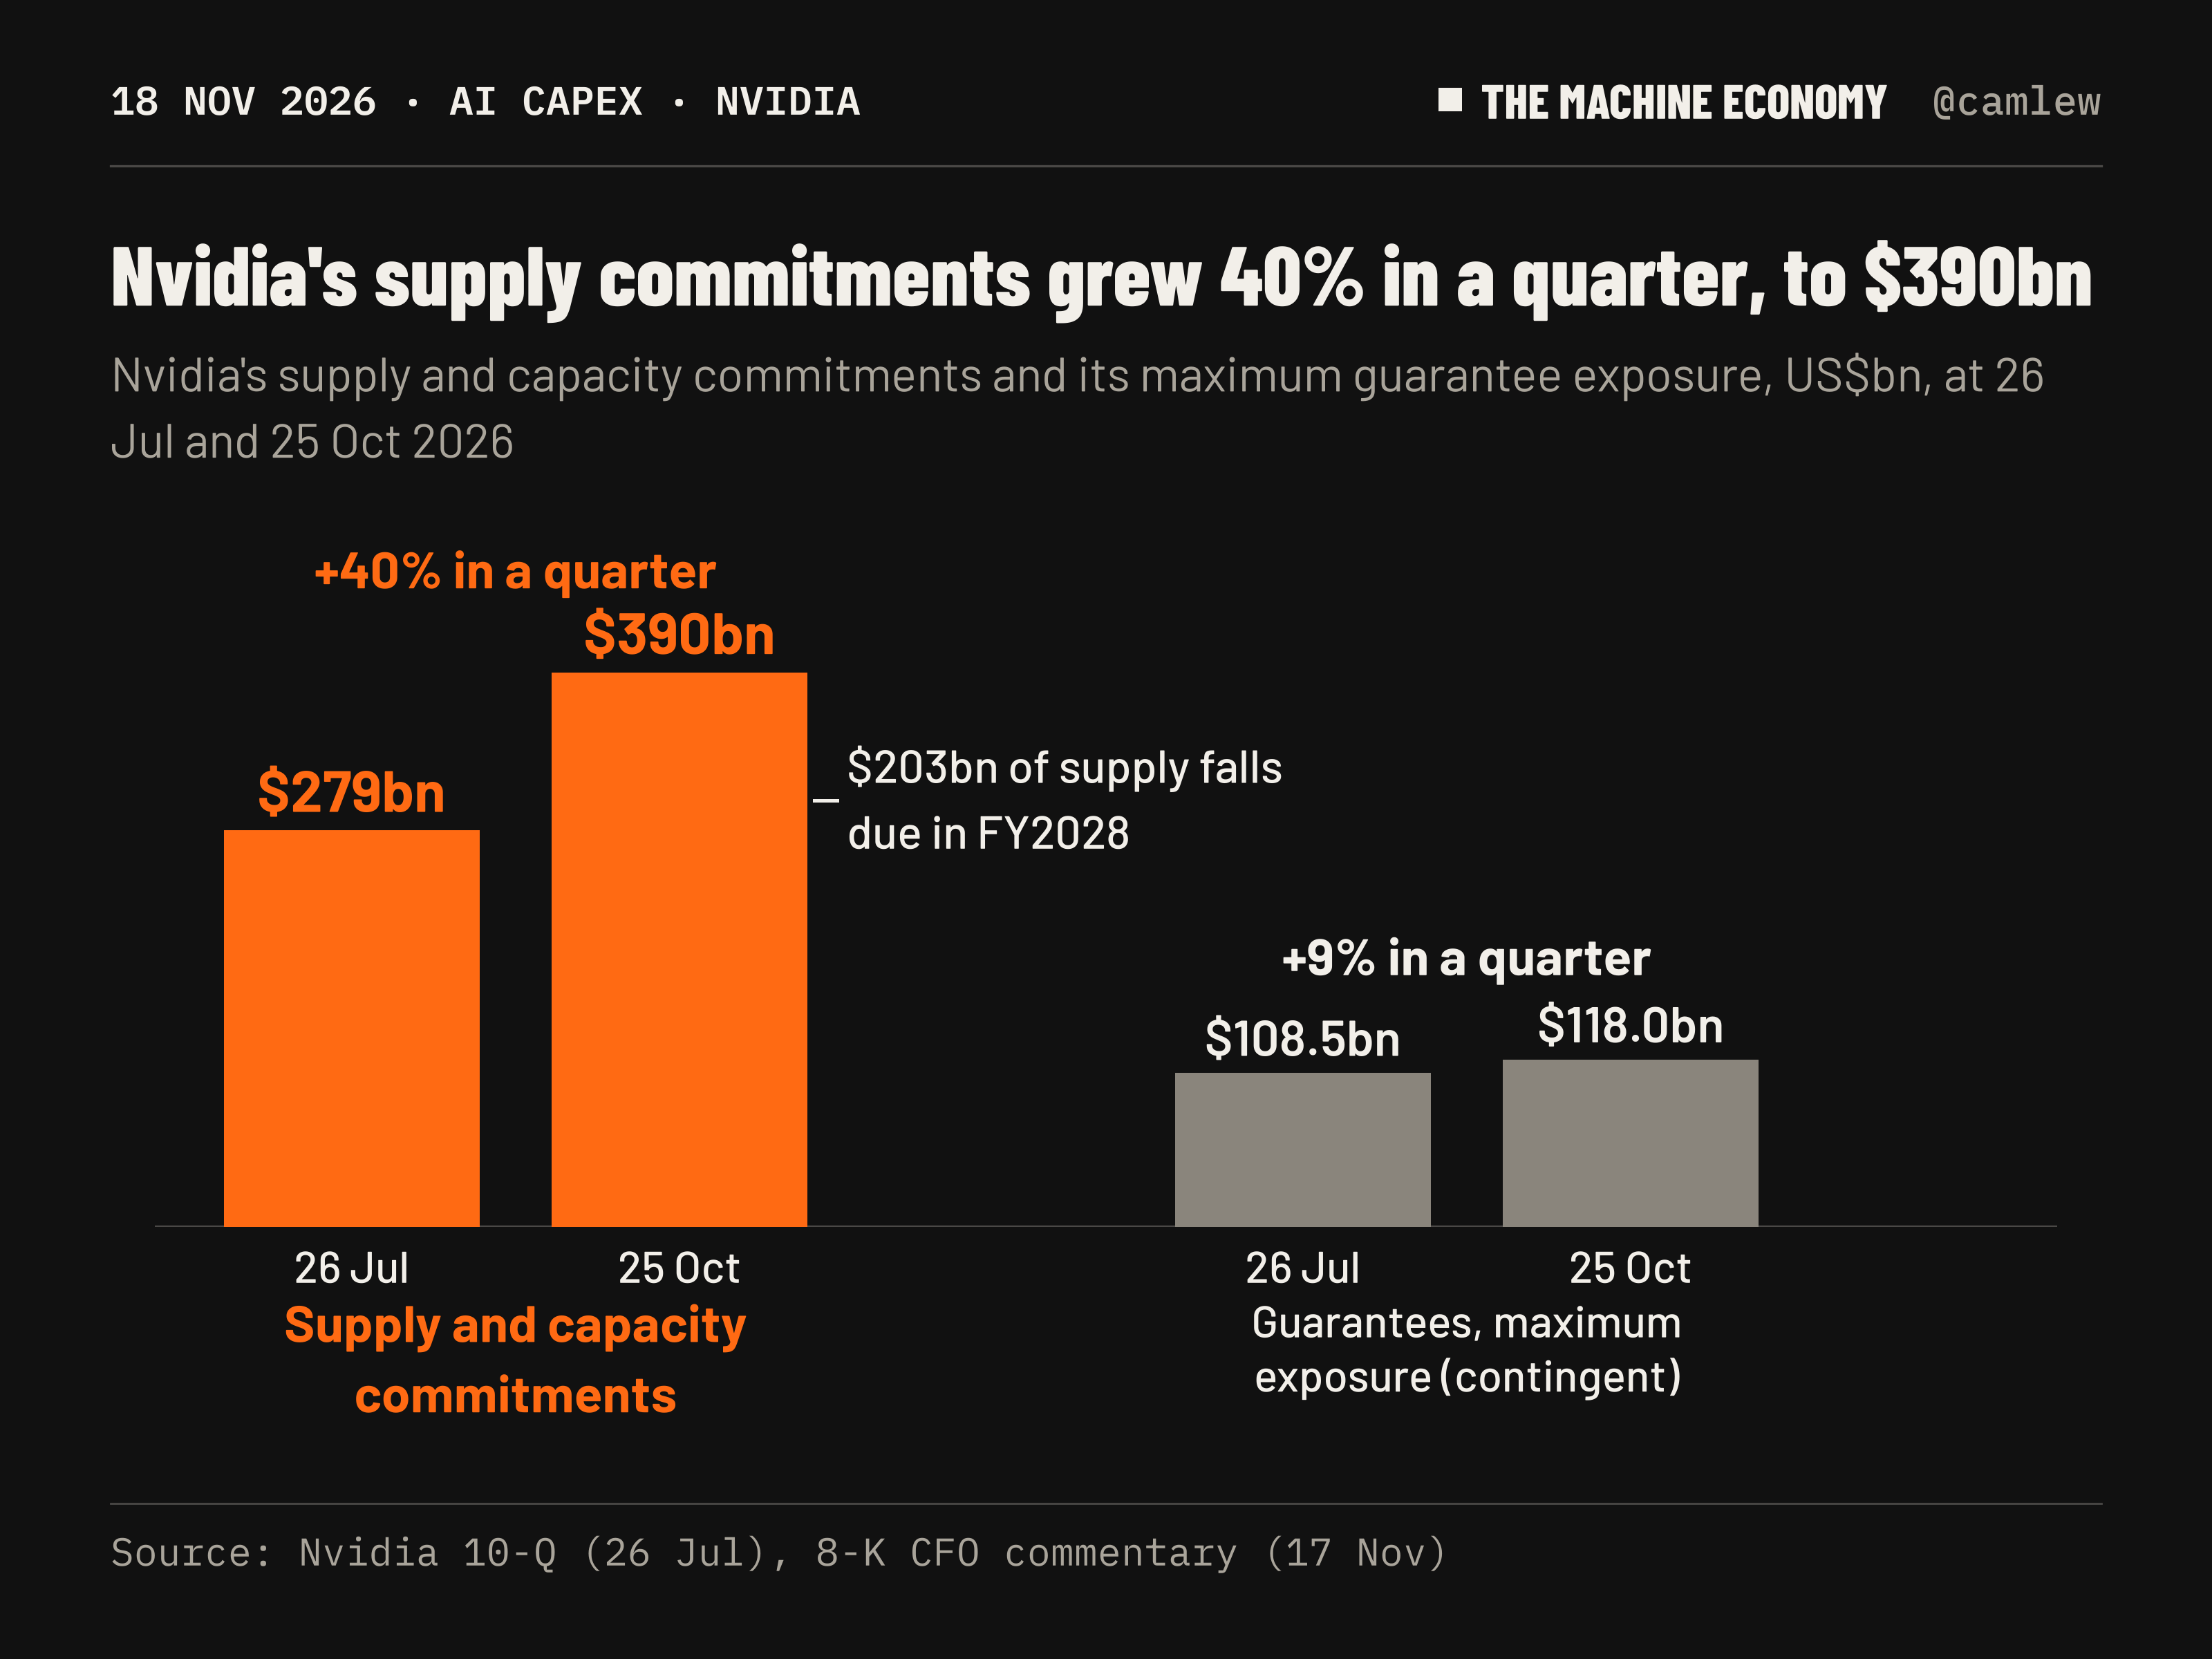 18 NOV 2026 · AI CAPEX · NVIDIA
THE MACHINE ECONOMY @camlew
Nvidia's supply commitments grew 40% in a quarter, to $390bn
Nvidia's supply and capacity commitments and its maximum guarantee exposure, US$bn, at 26
Jul and 25 Oct 2026
+40% in a quarter
$390bn
$279bn
$203bn of supply falls
due in FY2028
+9% in a quarter
$108.5bn
$118.0bn
26 Jul
25 Oct
26 Jul
25 Oct
Supply and capacity
commitments
Guarantees, maximum
exposure (contingent)
Source: Nvidia 10-Q (26 Jul), 8-K CFO commentary (17 Nov)